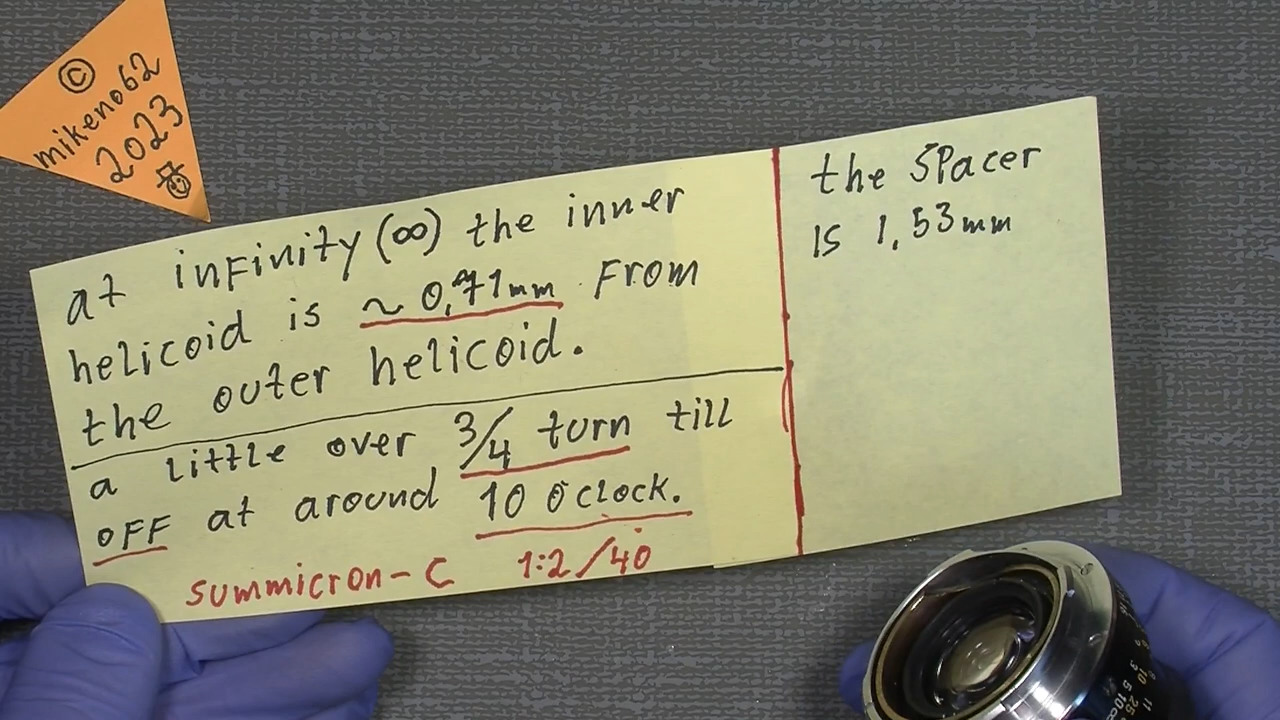 ©
mikeno62
2023
at infinity (∞) the inner
helicoid is ~ 0,71mm From
the outer helicoid.
a little over 3/4 turn till
OFF at around 10 o'clock.
summicron-C 1:2/40
the Spacer
is 1,53mm